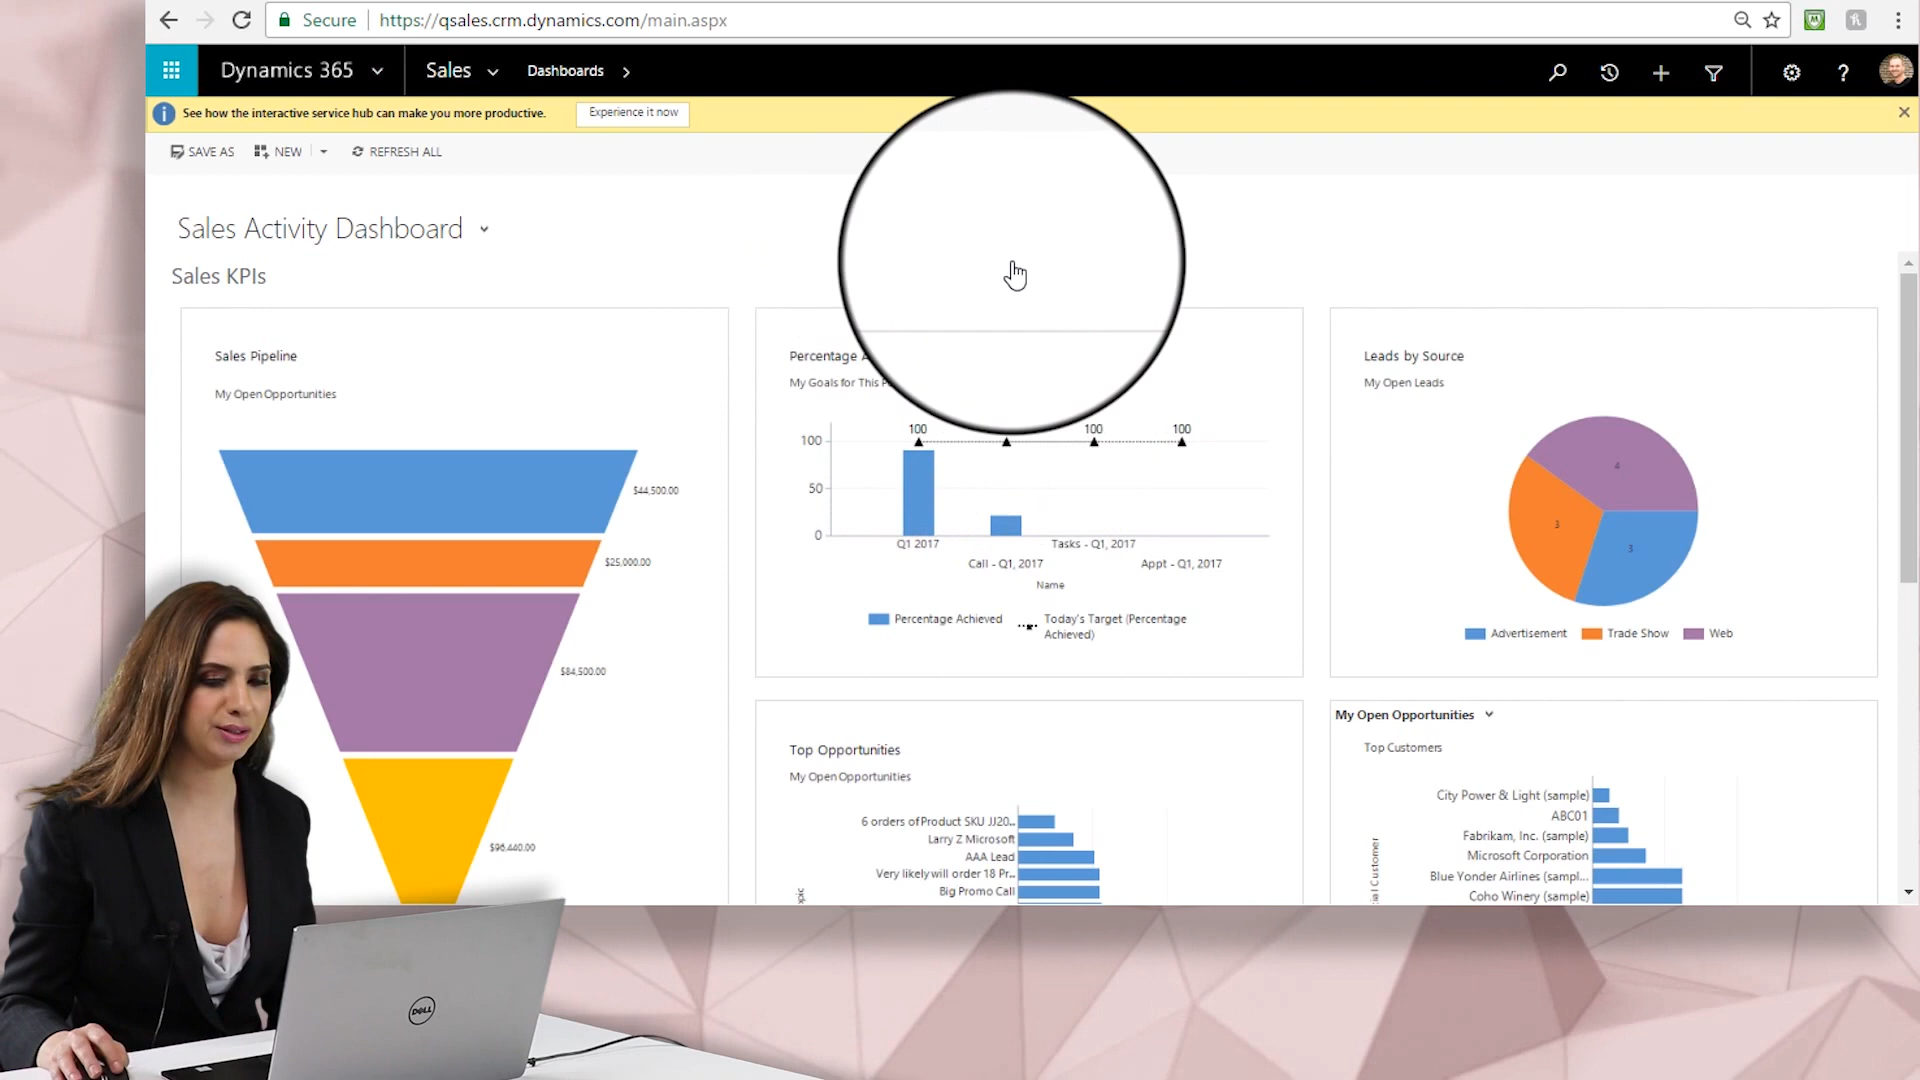 Secure | https://qsales.crm.dynamics.com/main.aspx
Dynamics 365 Sales Dashboards
See how the interactive service hub can make you more productive. Experience it now
SAVE AS NEW REFRESH ALL
Sales Activity Dashboard
Sales KPIs
Sales Pipeline
My Open Opportunities
$44,500.00
$25,000.00
$84,500.00
$96,440.00
Percentage
My Goals for This
100 100 100
100
50
0
Q1 2017 Tasks - Q1, 2017
Call - Q1, 2017 Appt - Q1, 2017
Name
Percentage Achieved Today's Target (Percentage
Achieved)
Leads by Source
My Open Leads
4
3
3
Advertisement Trade Show Web
Top Opportunities
My Open Opportunities
6 orders of Product SKU JJ20...
Larry Z Microsoft
AAA Lead
Very likely will order 18 Pr...
Big Promo Call
My Open Opportunities
Top Customers
City Power & Light (sample)
ABC01
Fabrikam, Inc. (sample)
Microsoft Corporation
Blue Yonder Airlines (sampl...
Coho Winery (sample)
Customer
DELL